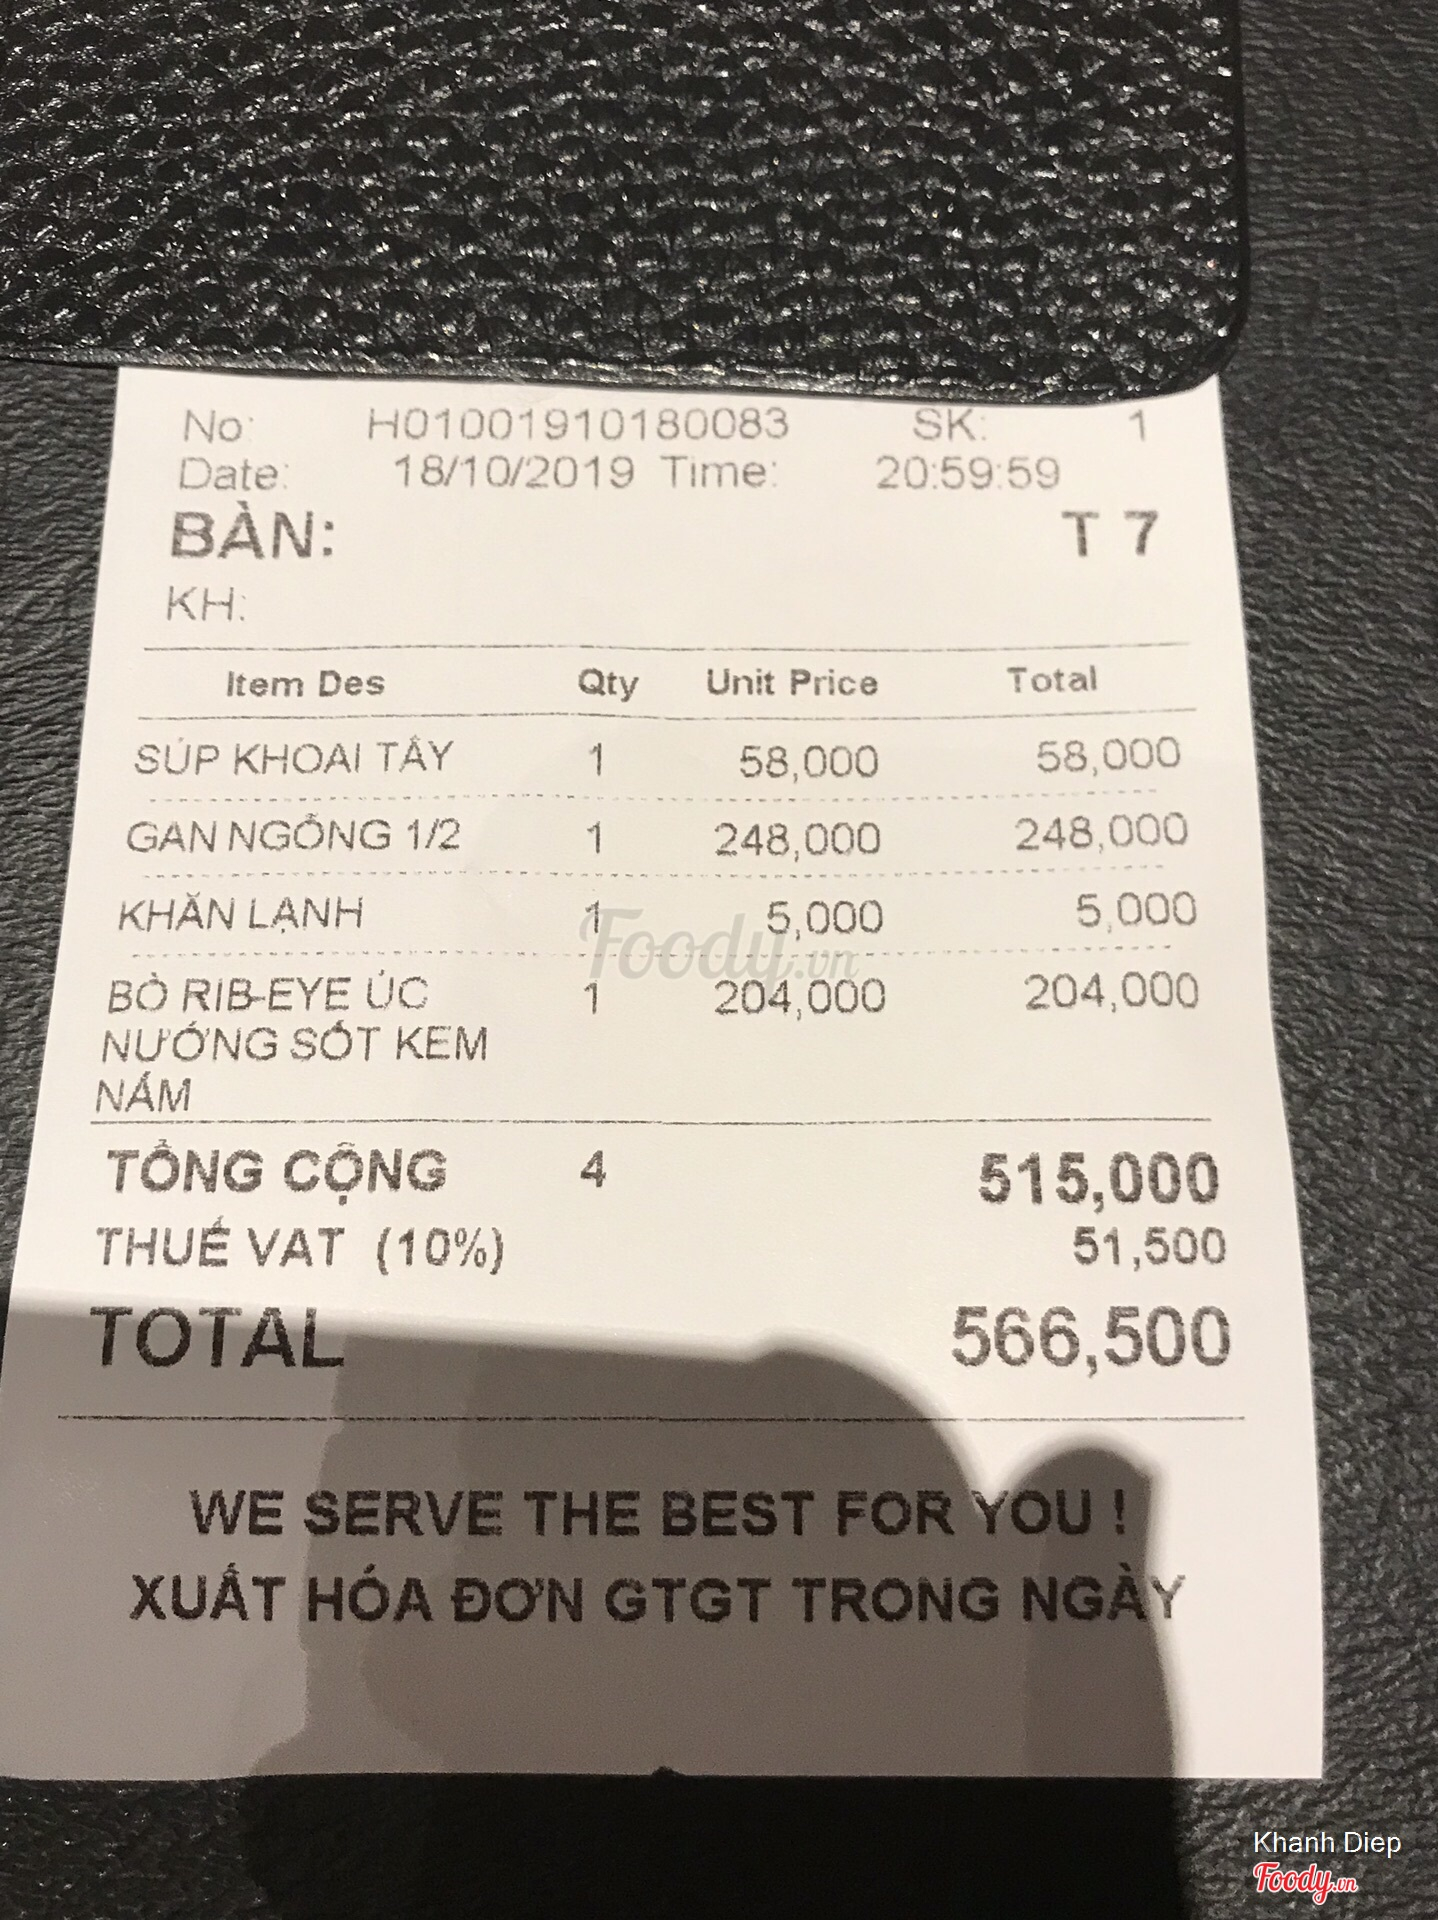 No: H01001910180083 SK: 1
Date: 18/10/2019 Time: 20:59:59
BÀN: T 7
KH:
Item Des Qty Unit Price Total
SÚP KHOAI TÂY 1 58,000 58,000
GAN NGỖNG 1/2 1 248,000 248,000
KHĂN LẠNH 1 5,000 5,000
Foody.vn
BÒ RIB-EYE ÚC 1 204,000 204,000
NƯỚNG SỐT KEM
NẤM
TỔNG CỘNG 4 515,000
THUẾ VAT (10%) 51,500
TOTAL 566,500
WE SERVE THE BEST FOR YOU !
XUẤT HÓA ĐƠN GTGT TRONG NGÀY
Khanh Diep
Foody.vn